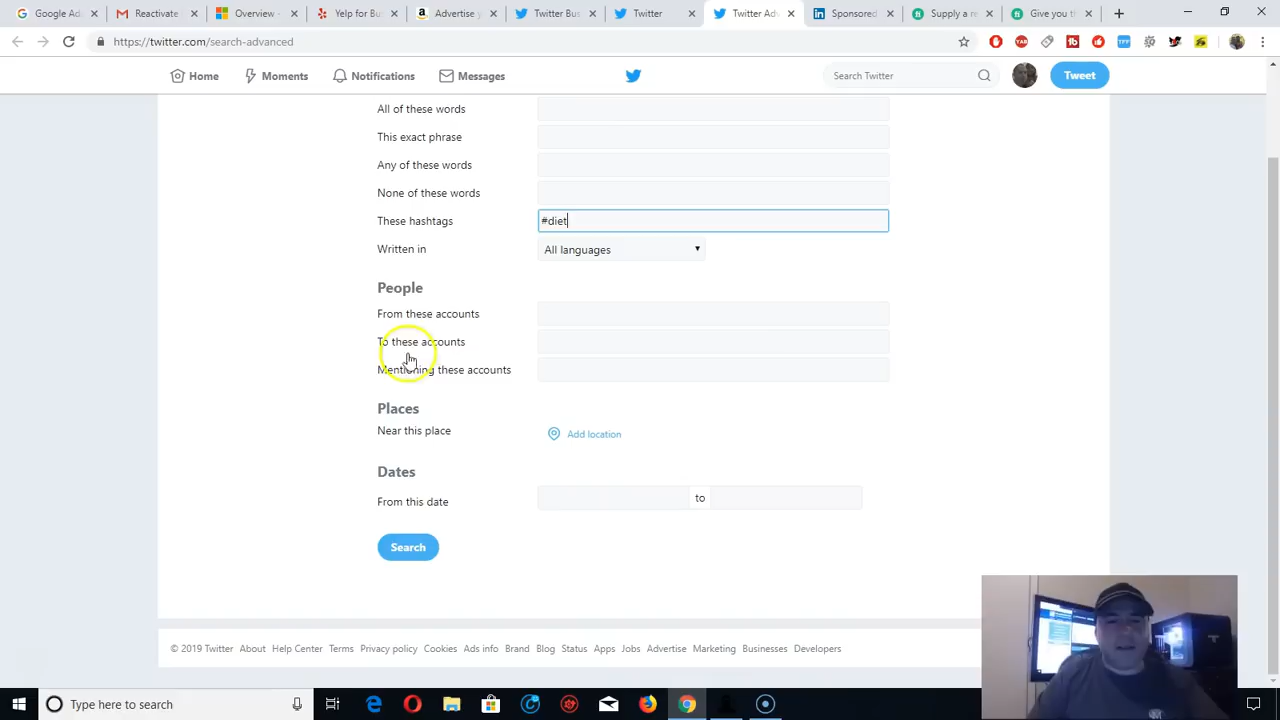 Google Ad
Reactivate
Overview -
Yelp for Bu
Advertise y
Twitter Bus
Twitter
Twitter Adv
Sponsored
Supply a re
Give you th
https://twitter.com/search-advanced
Home
Moments
Notifications
Messages
Search Twitter
Tweet
All of these words
This exact phrase
Any of these words
None of these words
These hashtags #diet
Written in All languages
People
From these accounts
To these accounts
Mentioning these accounts
Places
Near this place Add location
Dates
From this date to
Search
© 2019 Twitter About Help Center Terms Privacy policy Cookies Ads info Brand Blog Status Apps Jobs Advertise Marketing Businesses Developers
Type here to search